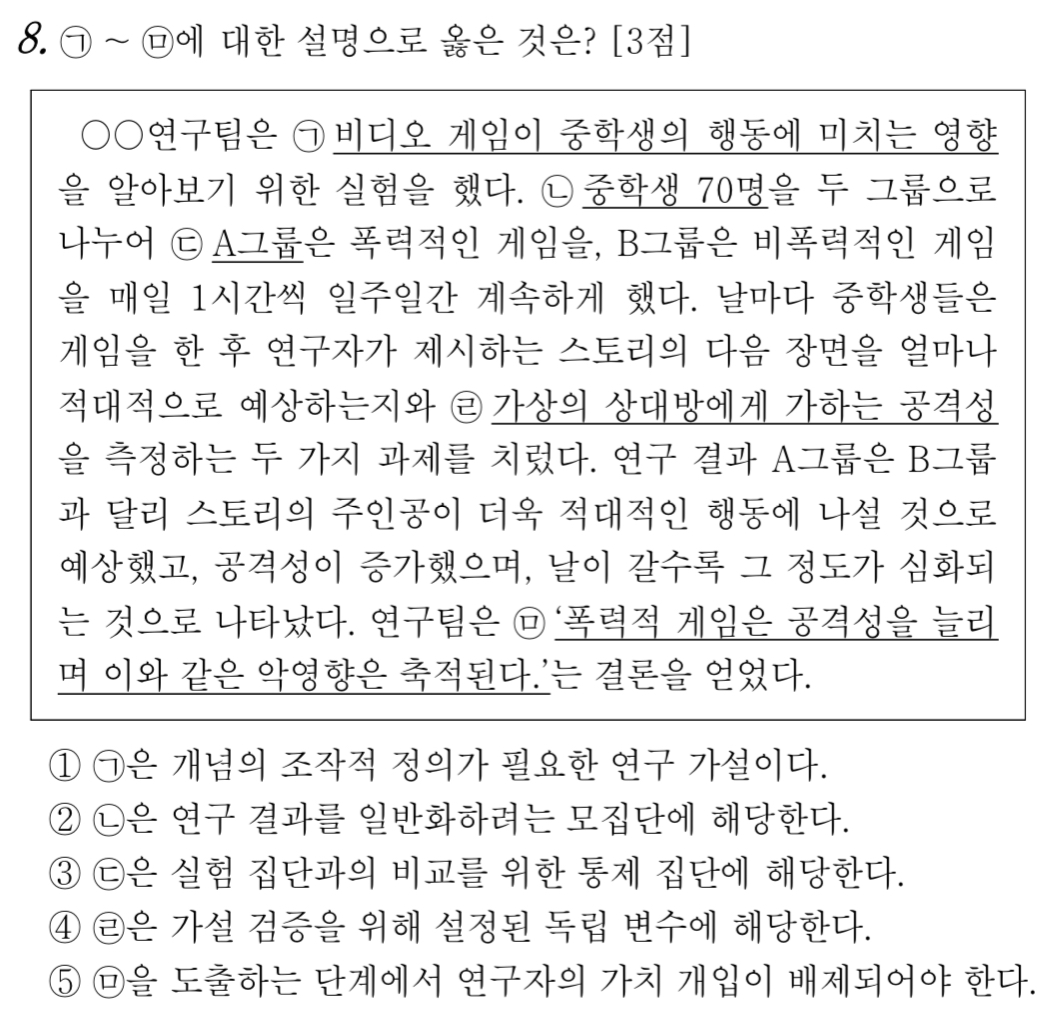 8. ㉠ ~ ㉤에 대한 설명으로 옳은 것은? [3점]
○○연구팀은 ㉠ 비디오 게임이 중학생의 행동에 미치는 영향
을 알아보기 위한 실험을 했다. ㉡ 중학생 70명을 두 그룹으로
나누어 ㉢ A그룹은 폭력적인 게임을, B그룹은 비폭력적인 게임
을 매일 1시간씩 일주일간 계속하게 했다. 날마다 중학생들은
게임을 한 후 연구자가 제시하는 스토리의 다음 장면을 얼마나
적대적으로 예상하는지와 ㉣ 가상의 상대방에게 가하는 공격성
을 측정하는 두 가지 과제를 치렀다. 연구 결과 A그룹은 B그룹
과 달리 스토리의 주인공이 더욱 적대적인 행동에 나설 것으로
예상했고, 공격성이 증가했으며, 날이 갈수록 그 정도가 심화되
는 것으로 나타났다. 연구팀은 ㉤ ‘폭력적 게임은 공격성을 늘리
며 이와 같은 악영향은 축적된다.’는 결론을 얻었다.
① ㉠은 개념의 조작적 정의가 필요한 연구 가설이다.
② ㉡은 연구 결과를 일반화하려는 모집단에 해당한다.
③ ㉢은 실험 집단과의 비교를 위한 통제 집단에 해당한다.
④ ㉣은 가설 검증을 위해 설정된 독립 변수에 해당한다.
⑤ ㉤을 도출하는 단계에서 연구자의 가치 개입이 배제되어야 한다.